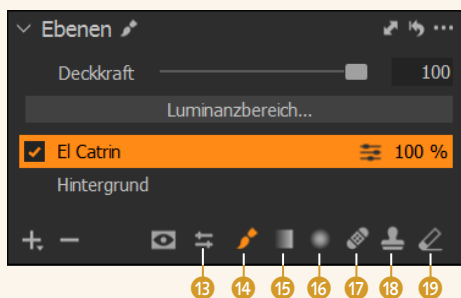 Ebenen
Deckkraft 100
Luminanzbereich...
El Catrin 100 %
Hintergrund
13 14 15 16 17 18 19